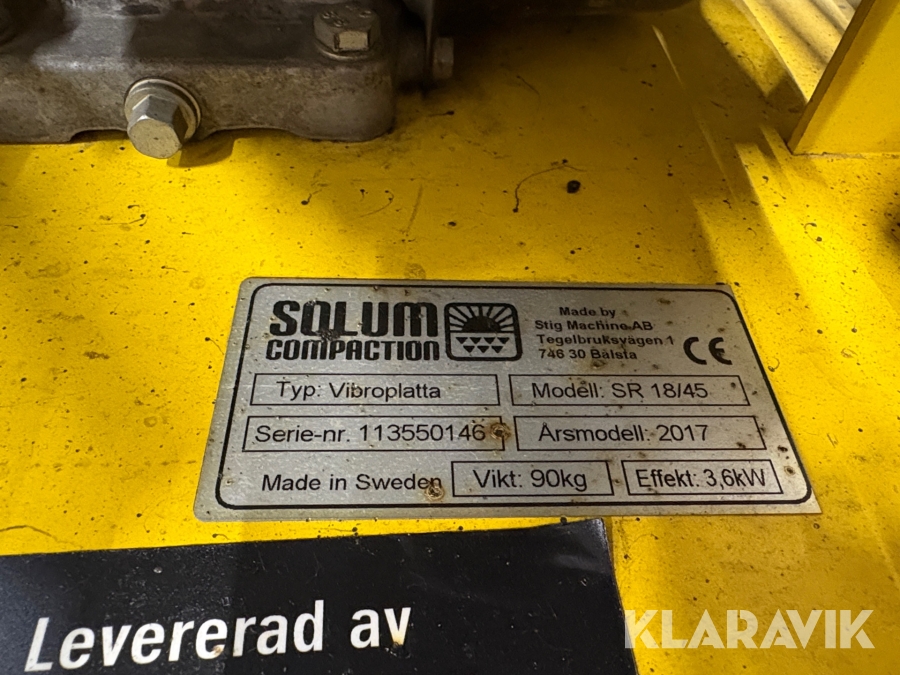 SOLUM
COMPACTION
Made by
Stig Machine AB
Tegelbruksvägen 1
746 30 Bålsta
CE
Typ: Vibroplatta
Modell: SR 18/45
Serie-nr. 113550146
Årsmodell: 2017
Made in Sweden
Vikt: 90kg
Effekt: 3,6kW
Levererad av
KLARAVIK